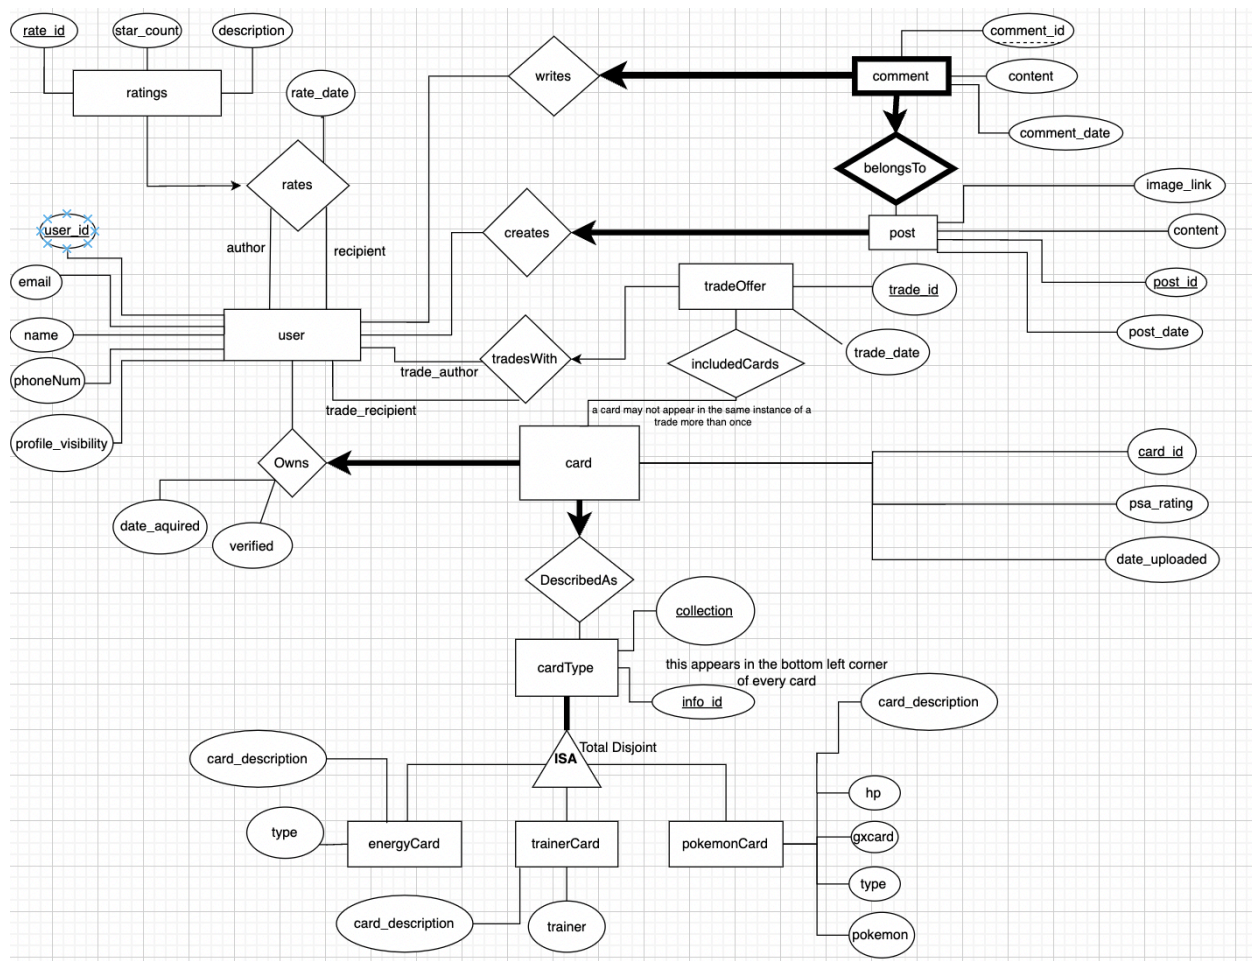 rate_id
star_count
description
comment_id
writes
comment
content
ratings
rate_date
comment_date
belongsTo
rates
image_link
user_id
creates
post
content
author
recipient
email
tradeOffer
trade_id
post_id
name
user
post_date
tradesWith
trade_date
includedCards
trade_author
phoneNum
trade_recipient
a card may not appear in the same instance of a
trade more than once
profile_visibility
Owns
card
card_id
psa_rating
date_aquired
verified
date_uploaded
DescribedAs
collection
cardType
this appears in the bottom left corner
of every card
info_id
card_description
Total Disjoint
ISA
card_description
hp
type
energyCard
trainerCard
pokemonCard
gxcard
type
card_description
trainer
pokemon